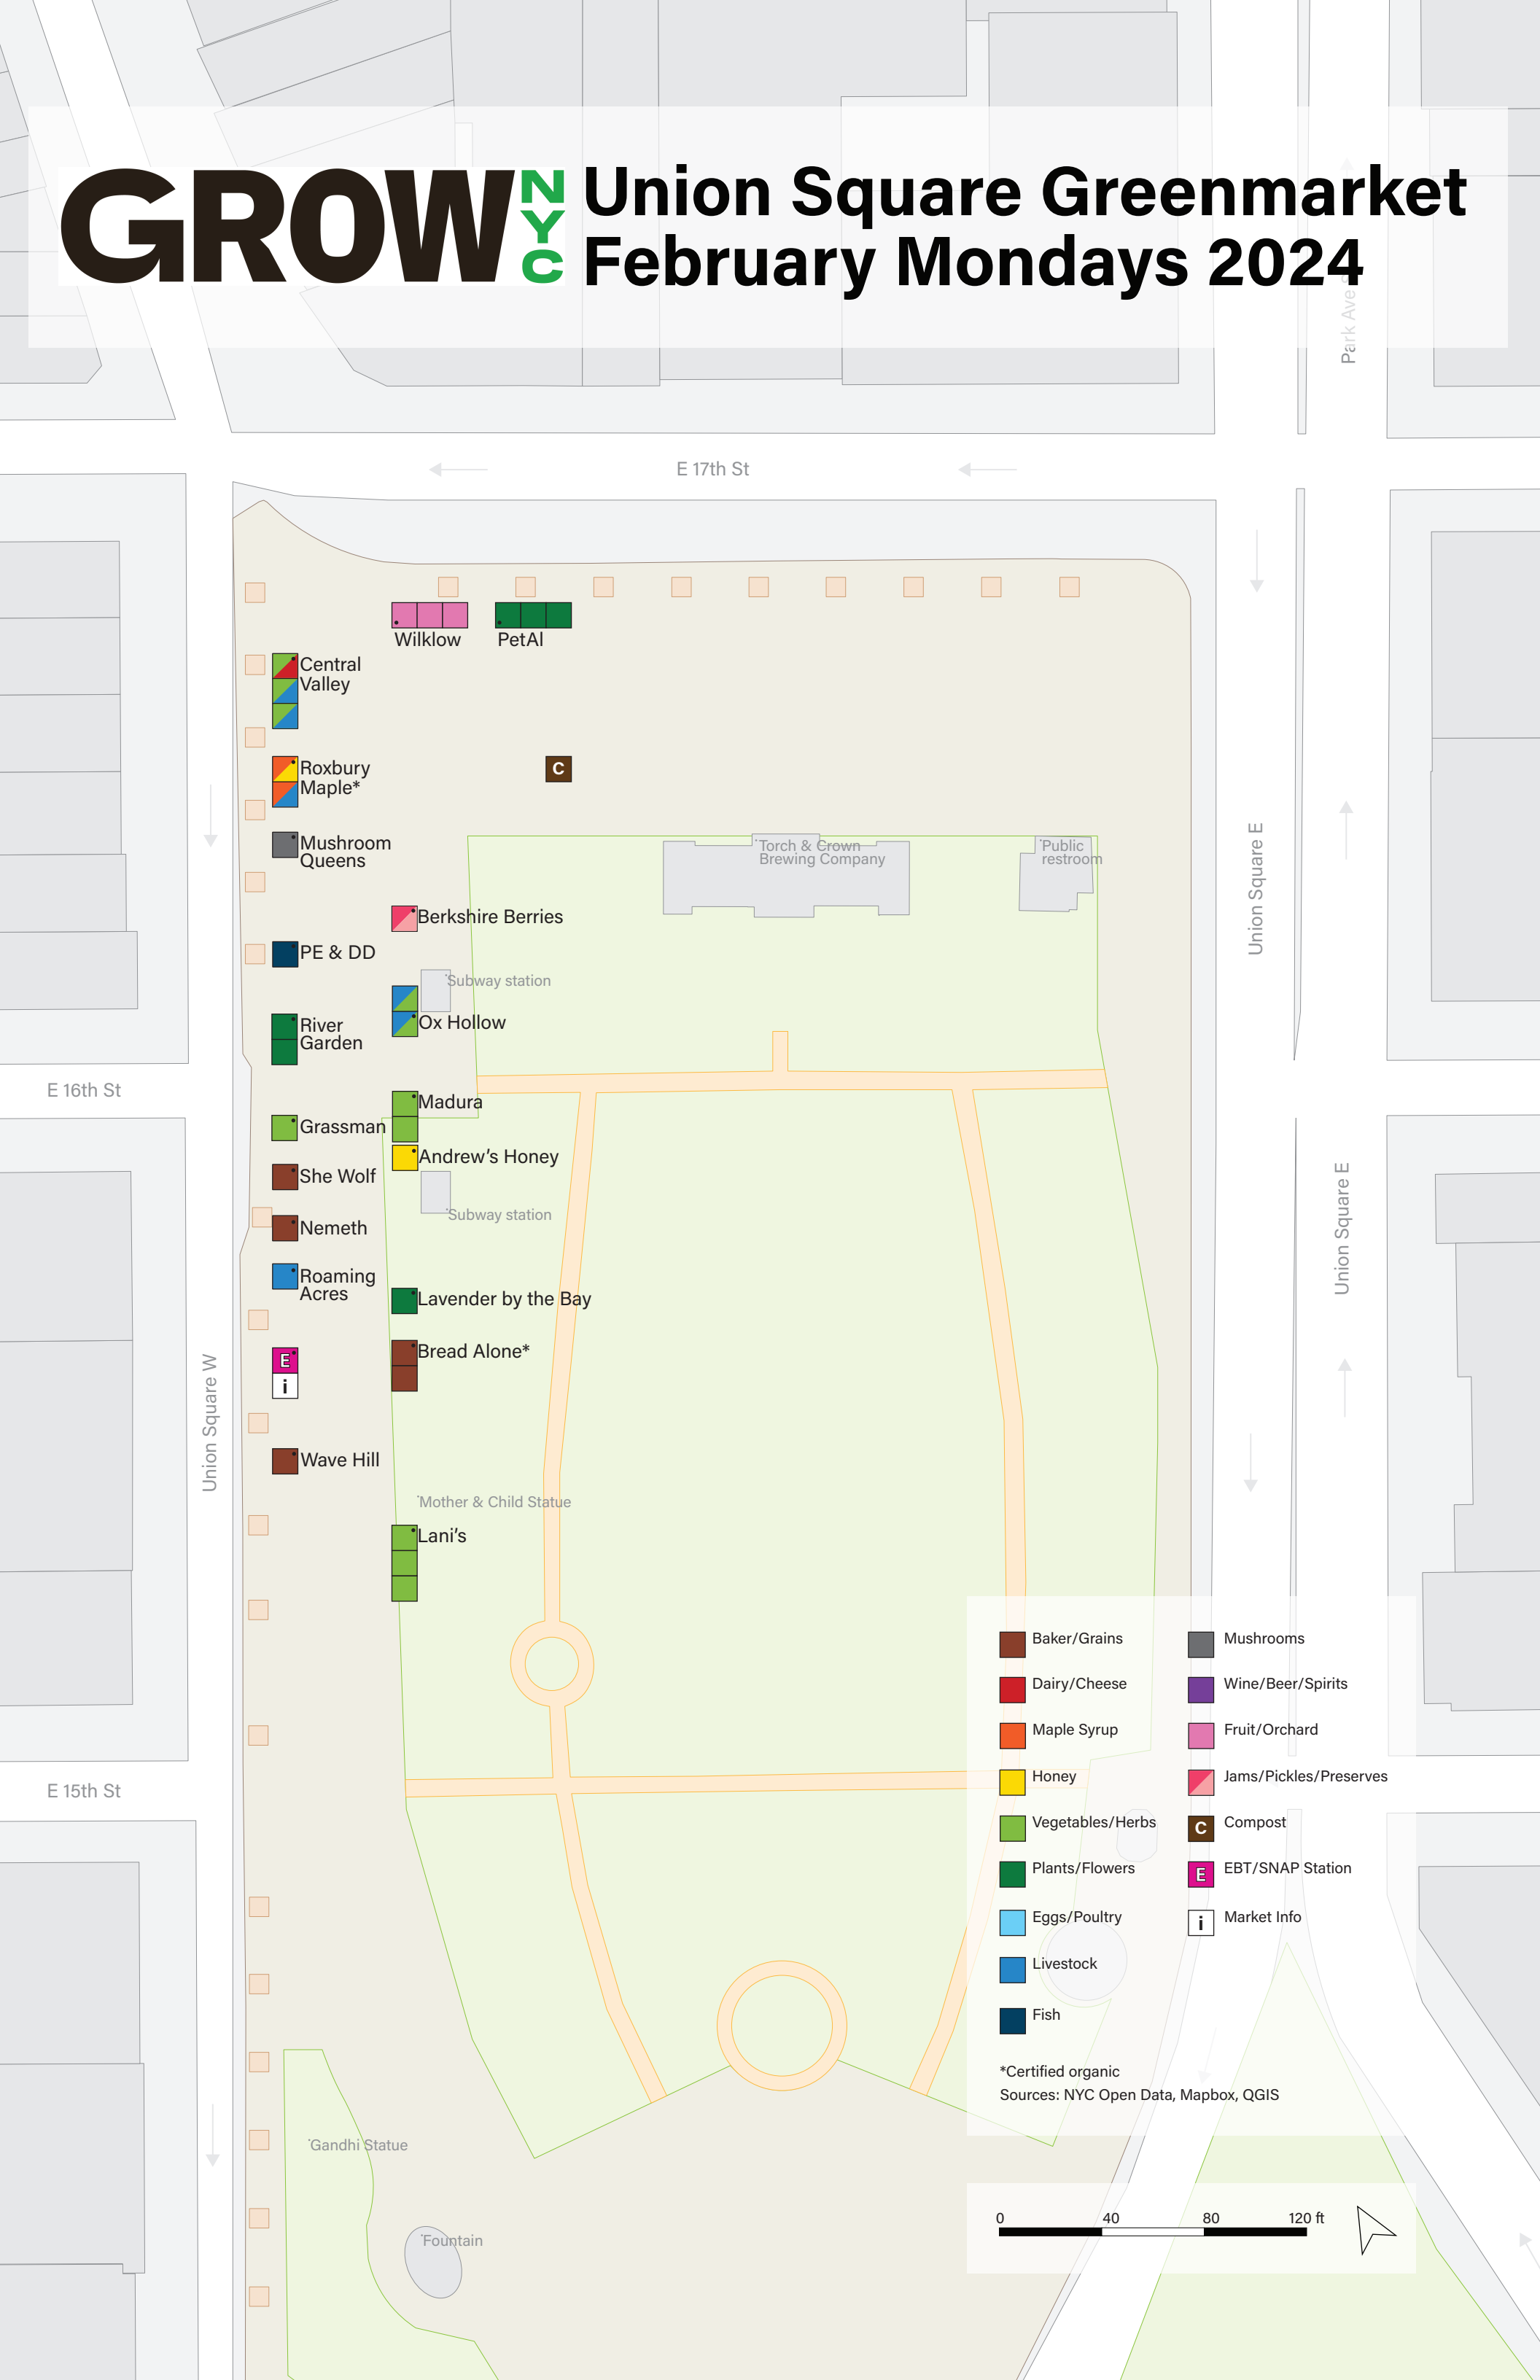 GROW
NYC
Union Square Greenmarket
February Mondays 2024
Park Ave
E 17th St
Wilklow
PetAl
Central
Valley
Roxbury
Maple*
C
Mushroom
Queens
Torch & Crown
Brewing Company
Public
restroom
Union Square E
Berkshire Berries
PE & DD
Subway station
River
Garden
Ox Hollow
E 16th St
Madura
Grassman
Andrew's Honey
She Wolf
Subway station
Nemeth
Union Square E
Roaming
Acres
Lavender by the Bay
E
i
Bread Alone*
Union Square W
Wave Hill
Mother & Child Statue
Lani's
E 15th St
Baker/Grains
Dairy/Cheese
Maple Syrup
Honey
Vegetables/Herbs
Plants/Flowers
Eggs/Poultry
Livestock
Fish
Mushrooms
Wine/Beer/Spirits
Fruit/Orchard
Jams/Pickles/Preserves
C Compost
E EBT/SNAP Station
i Market Info
*Certified organic
Sources: NYC Open Data, Mapbox, QGIS
Gandhi Statue
Fountain
0 40 80 120 ft